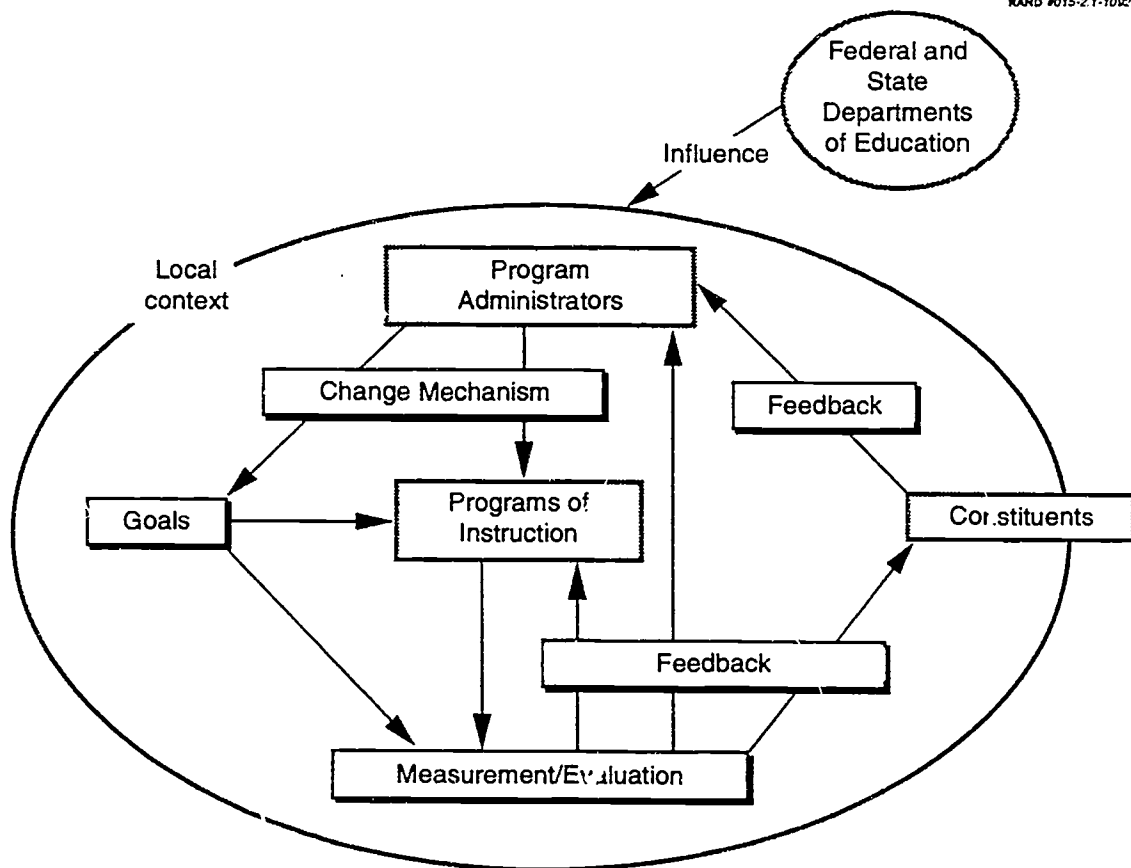 Federal and
State
Departments
of Education
Influence
Local
context
Program
Administrators
Change Mechanism
Feedback
Goals
Programs of
Instruction
Constituents
Feedback
Measurement/Evaluation